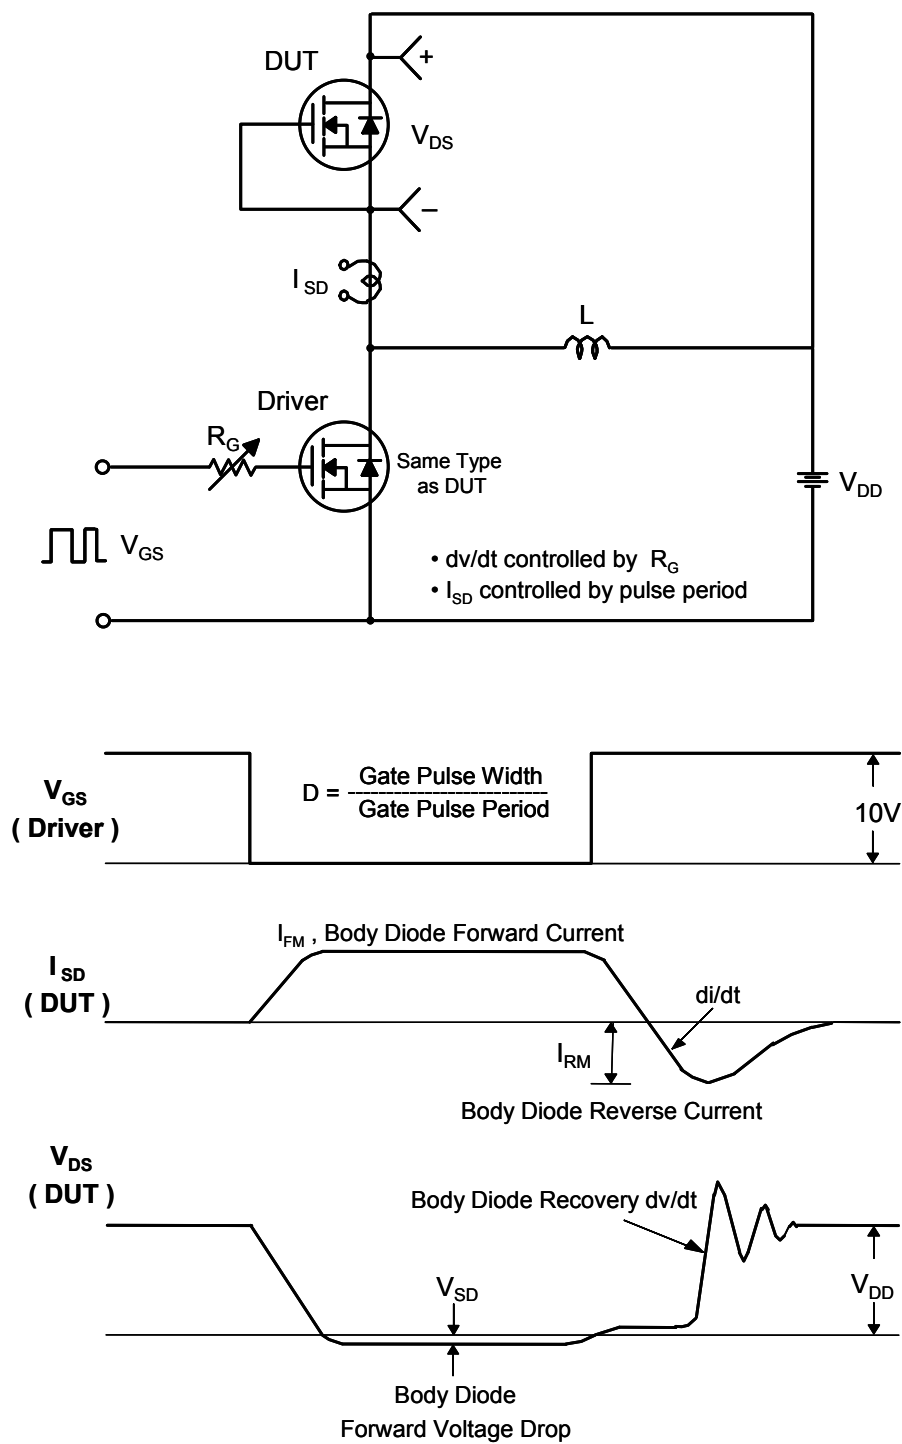 DUT
+
V_DS
−
I_SD
L
Driver
R_G
Same Type
as DUT
V_DD
V_GS
• dv/dt controlled by R_G
• I_SD controlled by pulse period
V_GS
( Driver )
D = Gate Pulse Width
--------------------------
Gate Pulse Period
10V
I_FM , Body Diode Forward Current
I_SD
( DUT )
di/dt
I_RM
Body Diode Reverse Current
V_DS
( DUT )
Body Diode Recovery dv/dt
V_SD
V_DD
Body Diode
Forward Voltage Drop